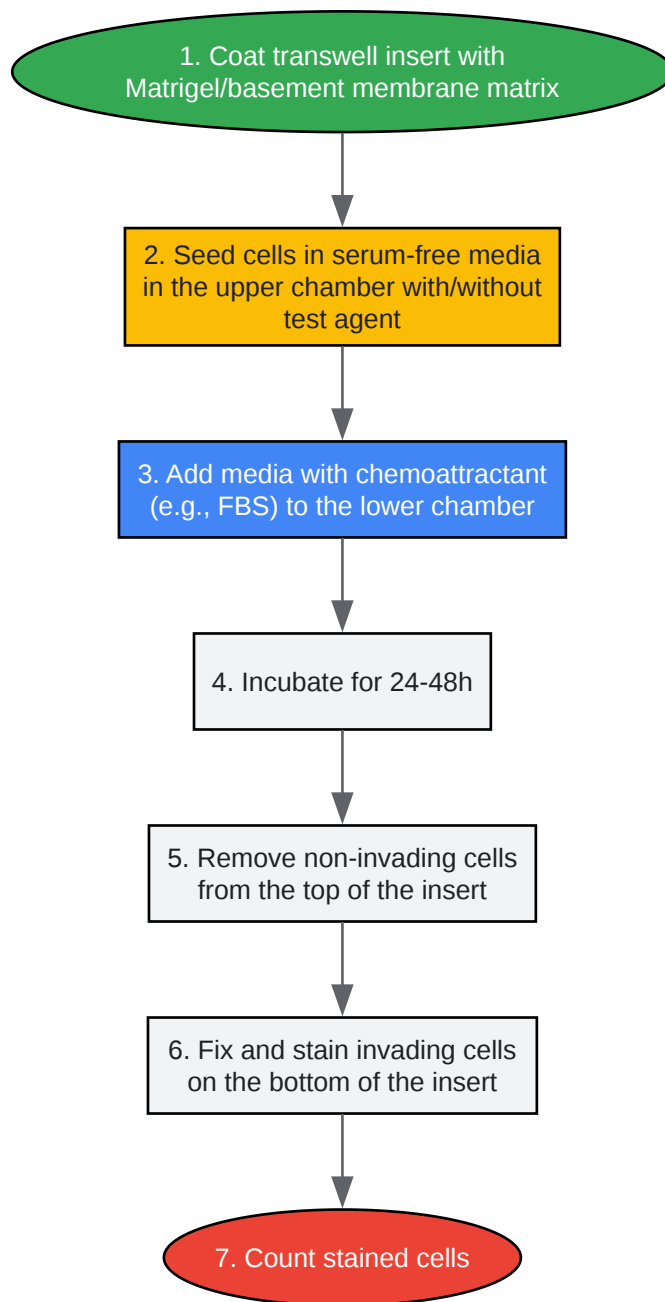 1. Coat transwell insert with
Matrigel/basement membrane matrix
2. Seed cells in serum-free media
in the upper chamber with/without
test agent
3. Add media with chemoattractant
(e.g., FBS) to the lower chamber
4. Incubate for 24-48h
5. Remove non-invading cells
from the top of the insert
6. Fix and stain invading cells
on the bottom of the insert
7. Count stained cells